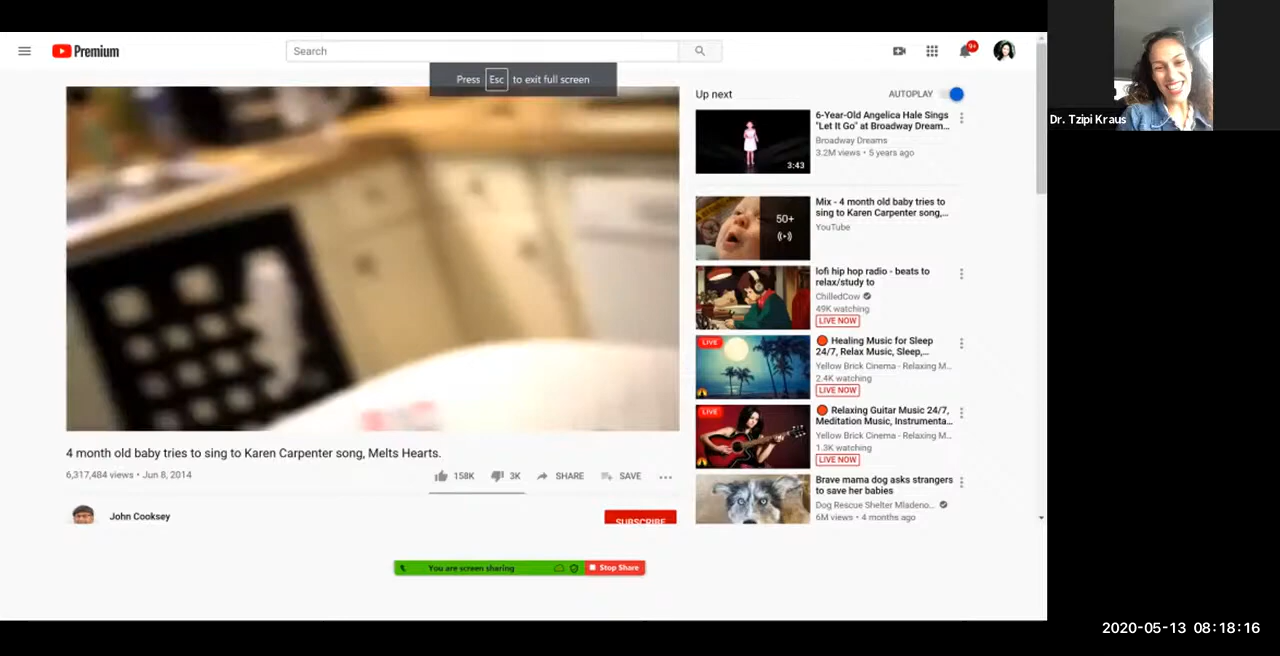 Premium
Search
9+
Press Esc to exit full screen
Up next
AUTOPLAY
6-Year-Old Angelica Hale Sings
"Let It Go" at Broadway Dream...
Broadway Dreams
3.2M views • 5 years ago
3:43
Mix - 4 month old baby tries to
sing to Karen Carpenter song,...
YouTube
50+
lofi hip hop radio - beats to
relax/study to
ChilledCow
49K watching
LIVE NOW
LIVE
Healing Music for Sleep
24/7, Relax Music, Sleep,...
Yellow Brick Cinema - Relaxing M...
2.4K watching
LIVE NOW
LIVE
Relaxing Guitar Music 24/7,
Meditation Music, Instrumenta...
Yellow Brick Cinema - Relaxing M...
1.3K watching
LIVE NOW
Brave mama dog asks strangers
to save her babies
Dog Rescue Shelter Mladeno...
6M views • 4 months ago
4 month old baby tries to sing to Karen Carpenter song, Melts Hearts.
6,317,484 views • Jun 8, 2014
158K 3K SHARE SAVE
John Cooksey
SUBSCRIBE
You are screen sharing Stop Share
Dr. Tzipi Kraus
2020-05-13 08:18:16